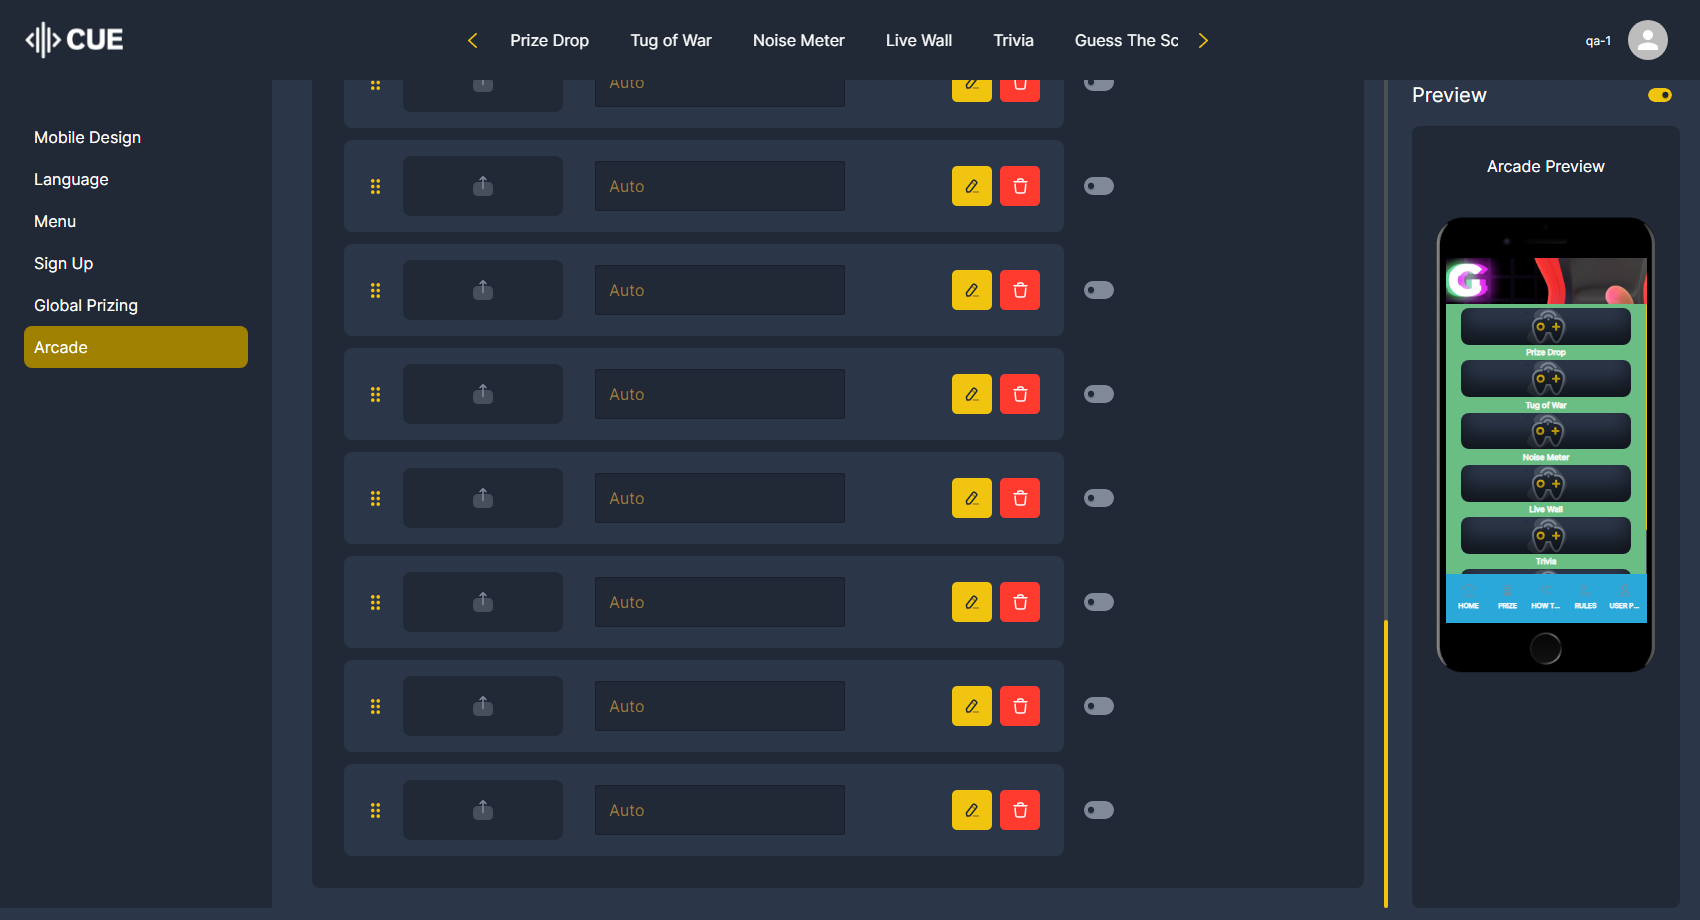 CUE
Prize Drop
Tug of War
Noise Meter
Live Wall
Trivia
Guess The Sc
qa-1
Mobile Design
Language
Menu
Sign Up
Global Prizing
Arcade
Auto
Auto
Auto
Auto
Auto
Auto
Auto
Auto
Preview
Arcade Preview
G
Prize Drop
Tug of War
Noise Meter
Live Wall
Trivia
HOME
PRIZE
HOW T...
RULES
USER P...